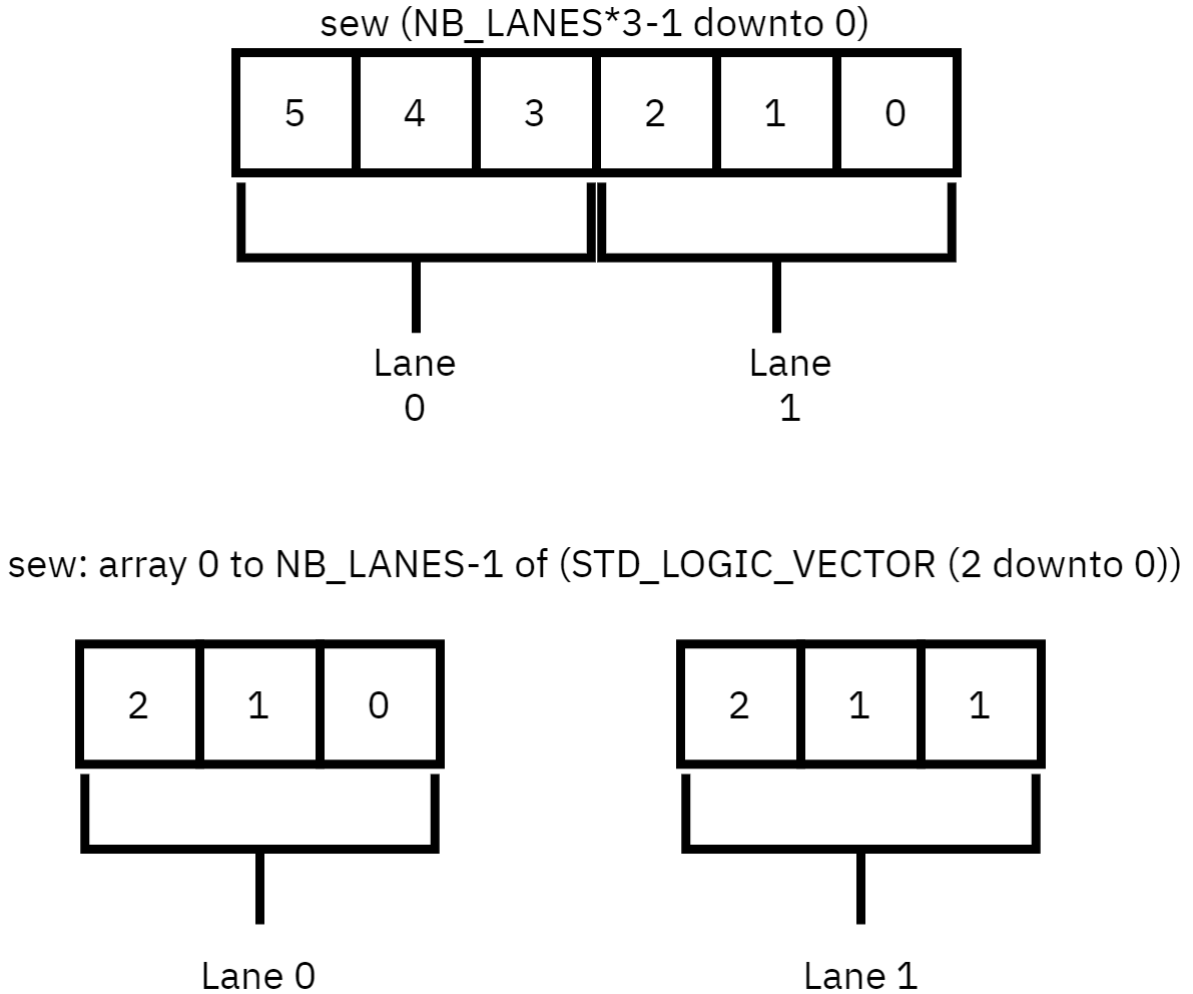 sew (NB_LANES*3-1 downto 0)
5 4 3 2 1 0
Lane Lane
0 1
sew: array 0 to NB_LANES-1 of (STD_LOGIC_VECTOR (2 downto 0))
2 1 0 2 1 1
Lane 0 Lane 1